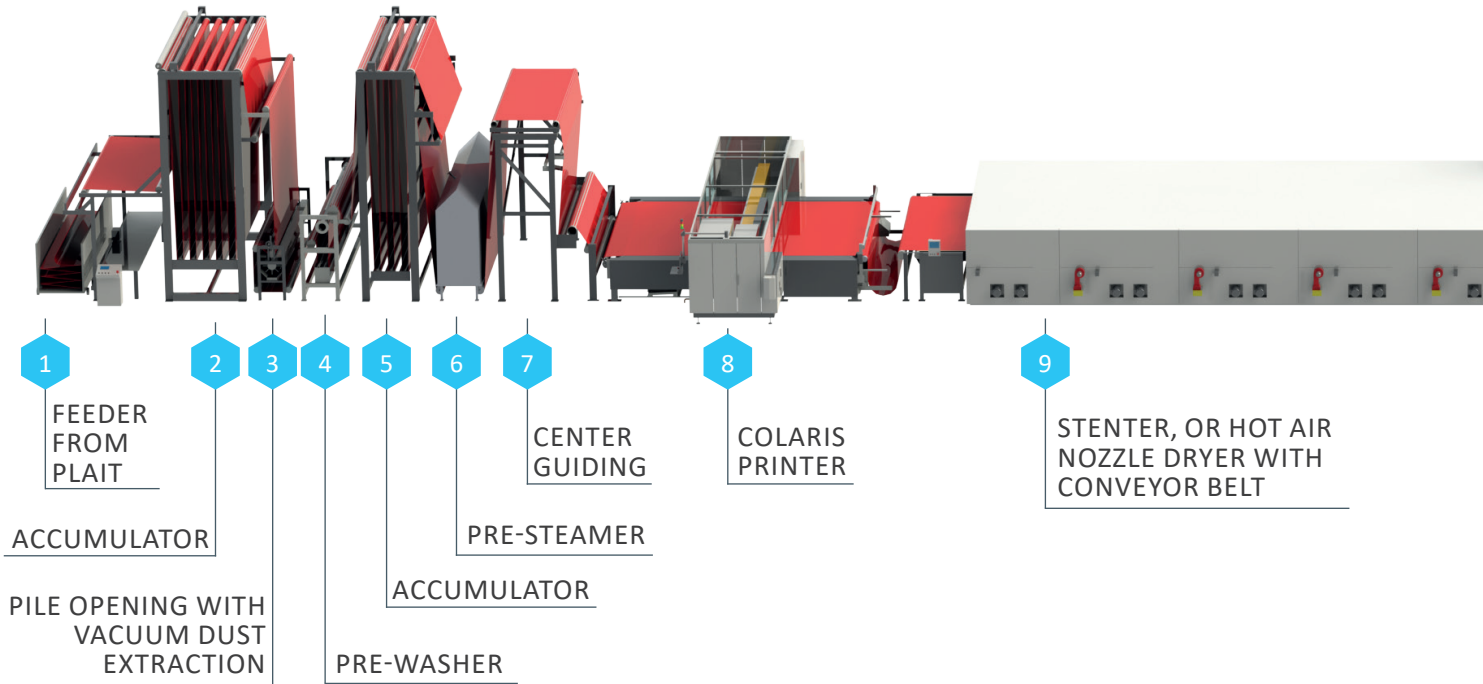 1
2
3
4
5
6
7
8
9
FEEDER
FROM
PLAIT
ACCUMULATOR
PILE OPENING WITH
VACUUM DUST
EXTRACTION
PRE-WASHER
ACCUMULATOR
PRE-STEAMER
CENTER
GUIDING
COLARIS
PRINTER
STENTER, OR HOT AIR
NOZZLE DRYER WITH
CONVEYOR BELT